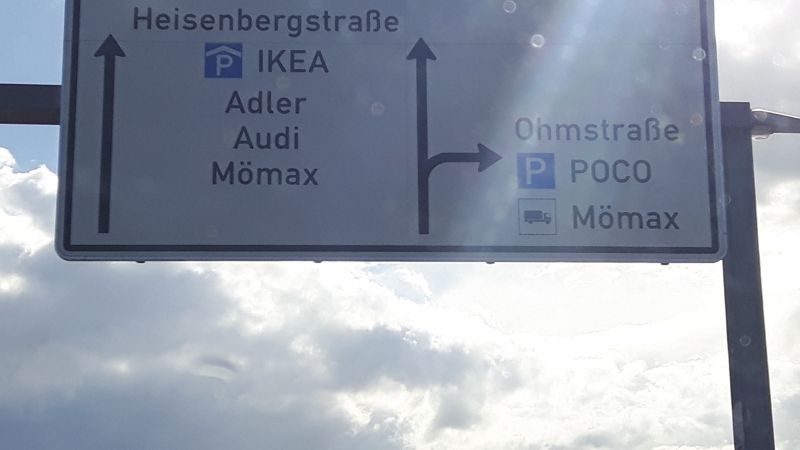 Heisenbergstraße
P IKEA
Adler
Audi
Mömax
Ohmstraße
P POCO
Mömax